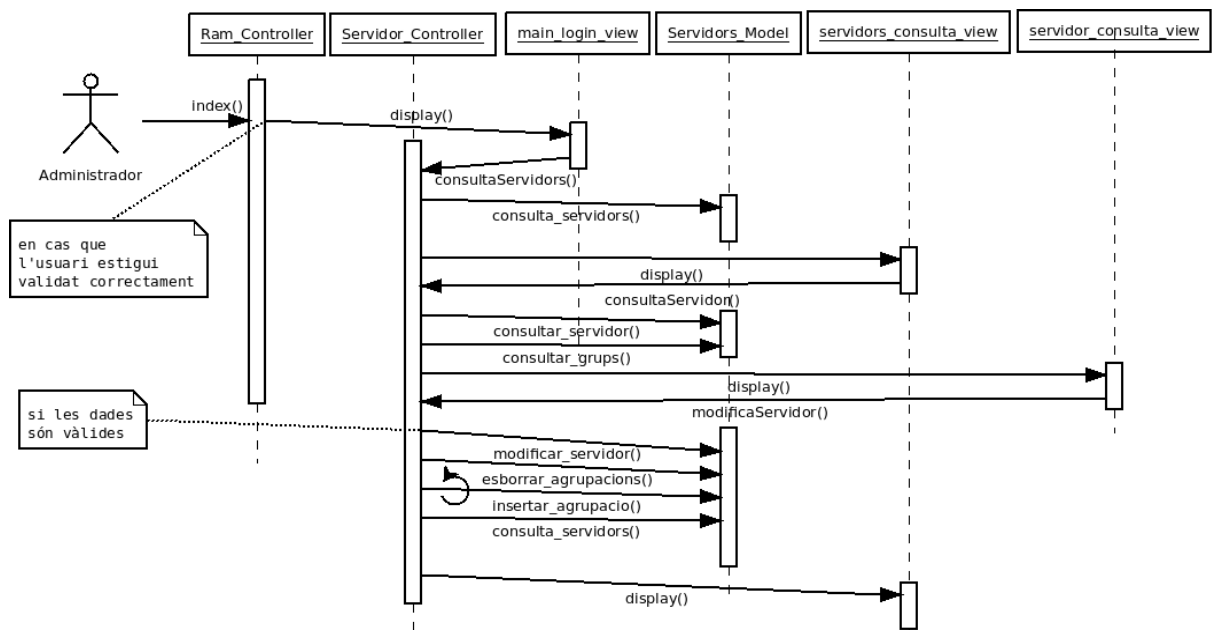 Ram_Controller
Servidor_Controller
main_login_view
Servidors_Model
servidors_consulta_view
servidor_consulta_view
index()
display()
Administrador
consultaServidors()
consulta_servidors()
en cas que
l'usuari estigui
validat correctament
display()
consultaServidor()
consultar_servidor()
consultar_grups()
display()
modificaServidor()
si les dades
són vàlides
modificar_servidor()
esborrar_agrupacions()
insertar_agrupacio()
consulta_servidors()
display()